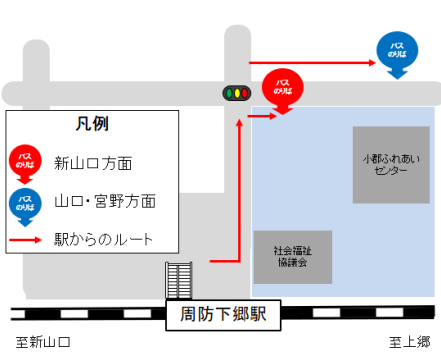 バス
のりば
バス
のりば
凡例
バス
のりば
新山口方面
バス
のりば
山口・宮野方面
駅からのルート
小郡ふれあい
センター
社会福祉
協議会
周防下郷駅
至新山口
至上郷